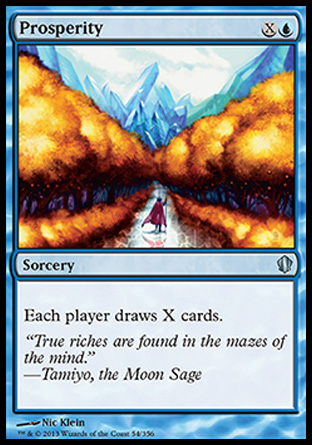 Prosperity X
Sorcery
Each player draws X cards.
“True riches are found in the mazes of
the mind.”
—Tamiyo, the Moon Sage
Nic Klein
™ & © 2013 Wizards of the Coast 54/356